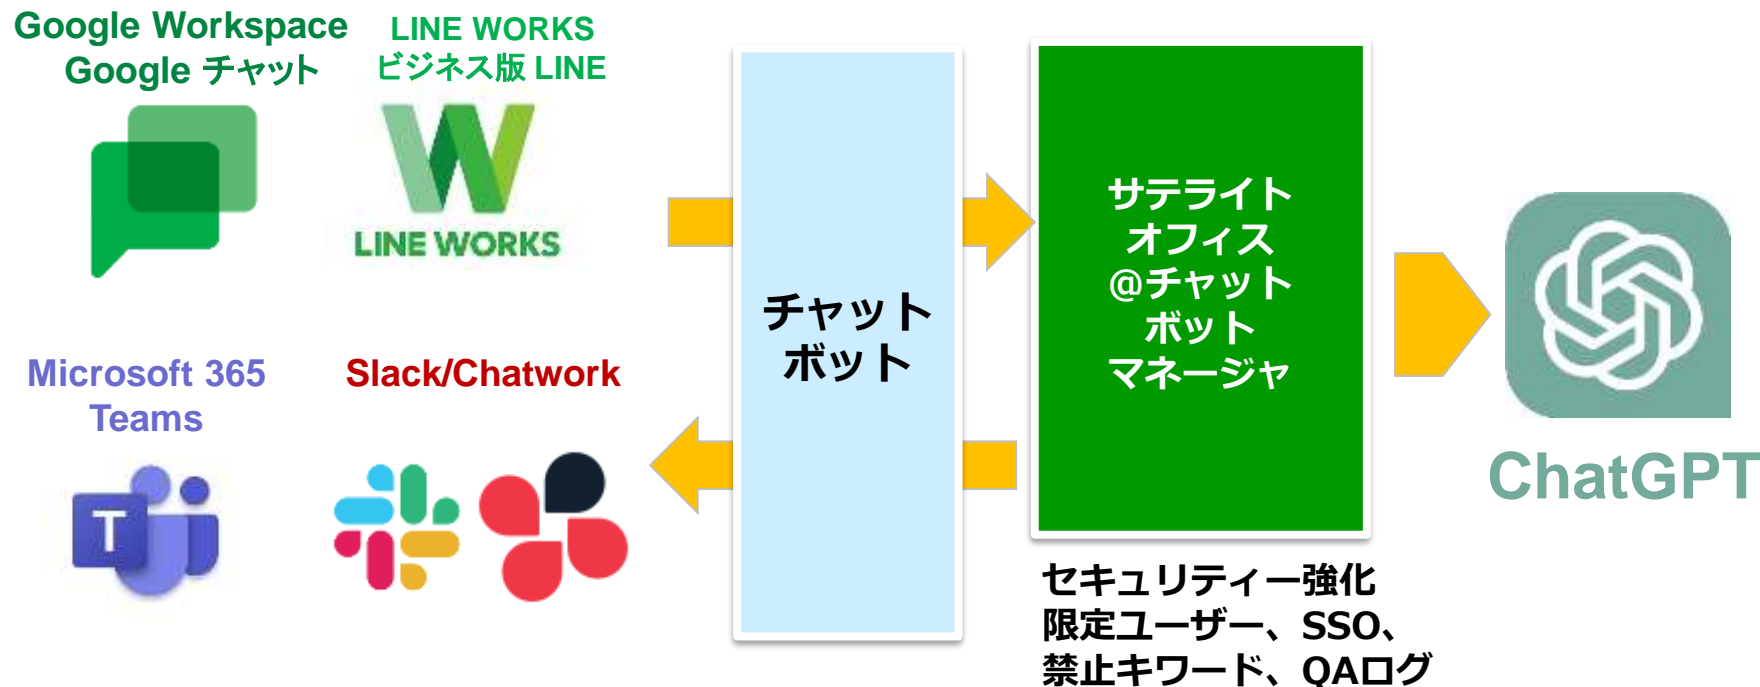 Google Workspace
Google チャット
LINE WORKS
ビジネス版 LINE
LINE WORKS
Microsoft 365
Teams
T
Slack/Chatwork
チャット
ボット
サテライト
オフィス
@チャット
ボット
マネージャ
セキュリティー強化
限定ユーザー、SSO、
禁止キワード、QAログ
ChatGPT